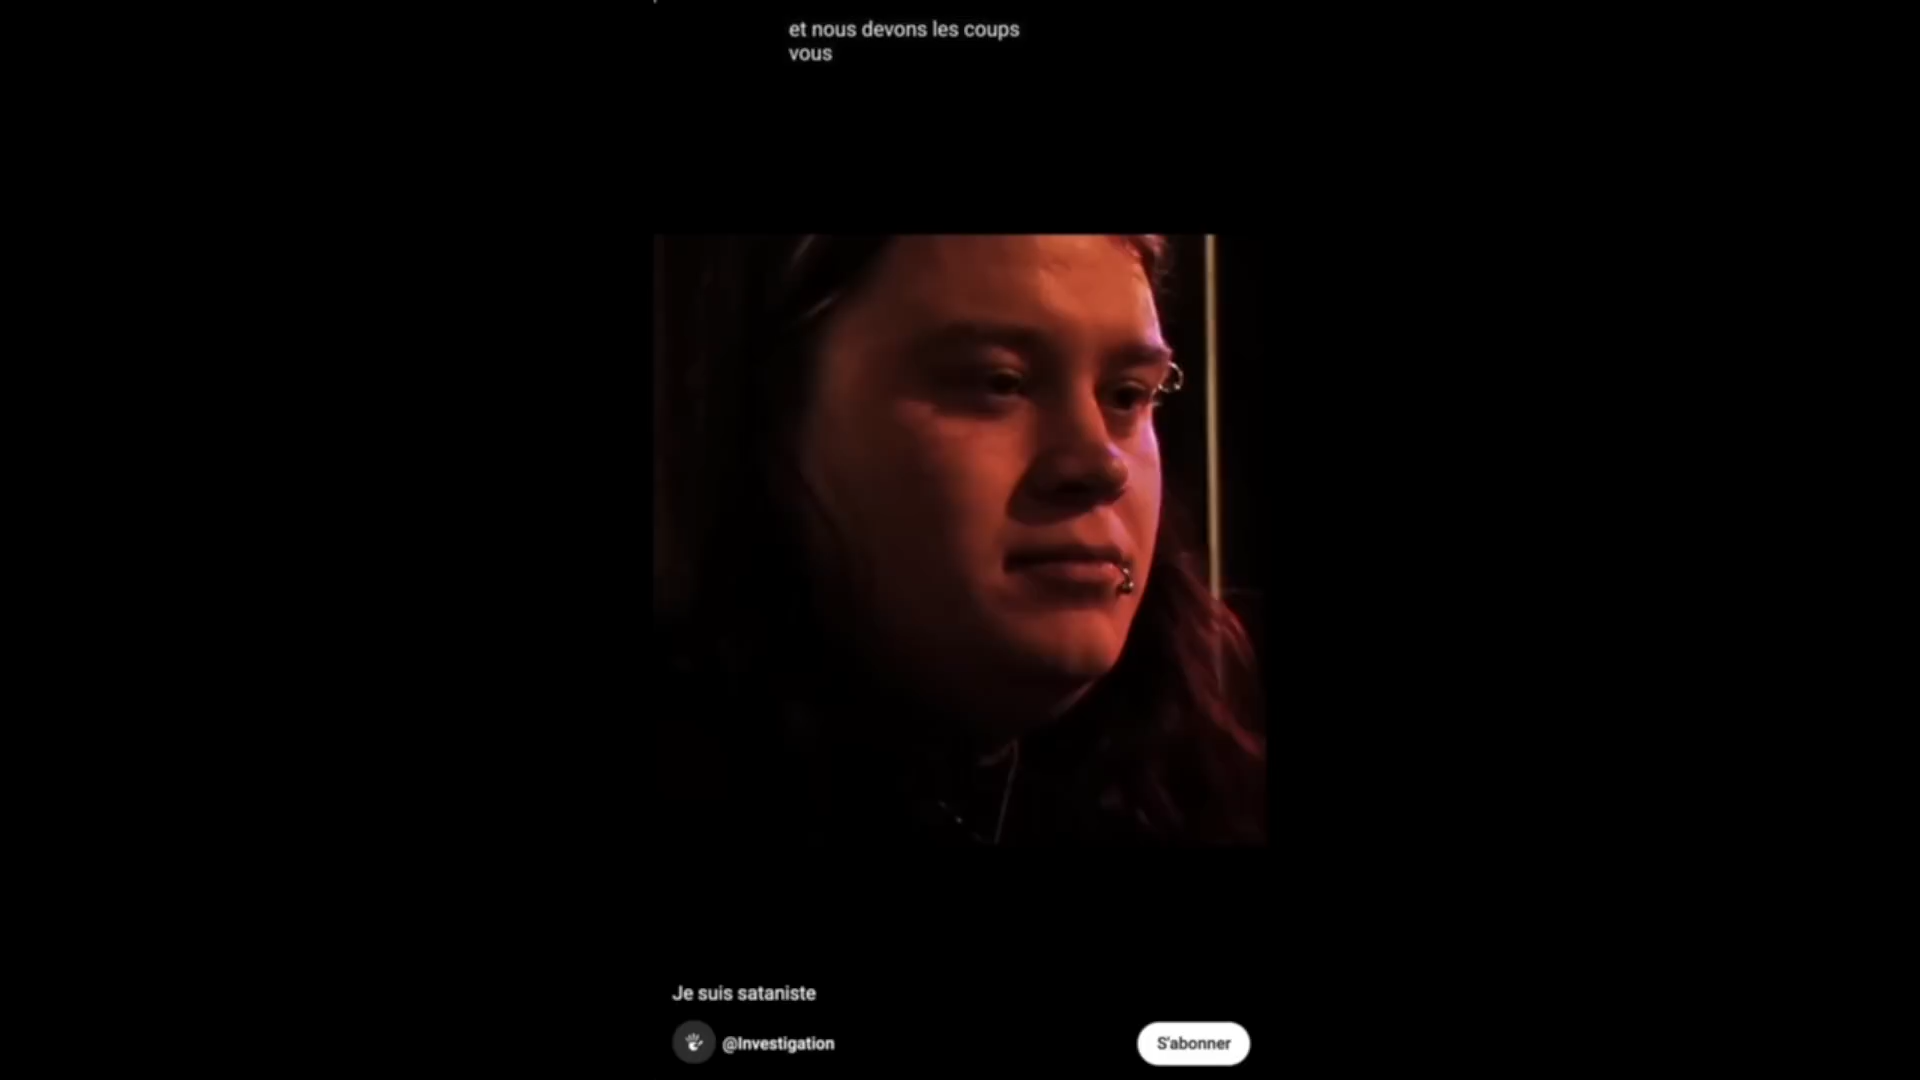 et nous devons les coups
vous
Je suis sataniste
@Investigation
S'abonner